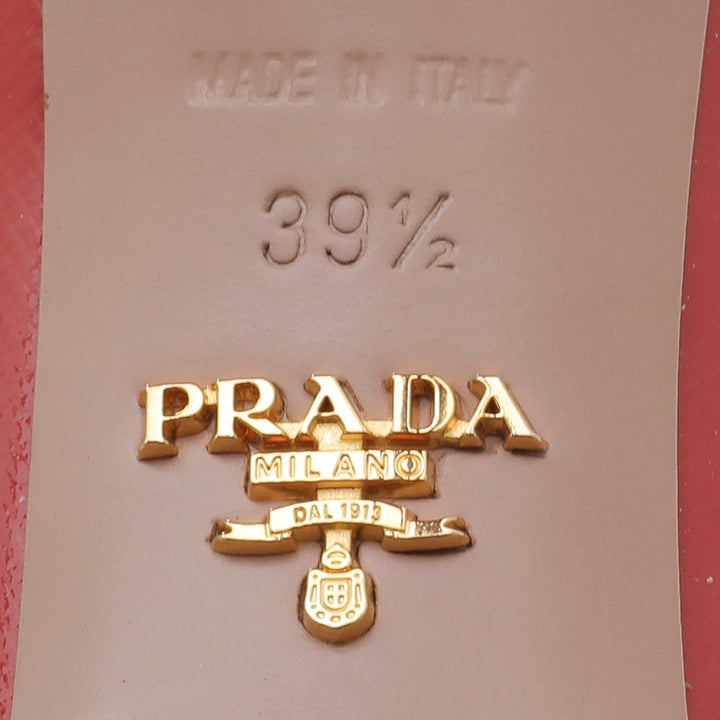 MADE IN ITALY
39½
PRADA
MILANO
DAL 1913